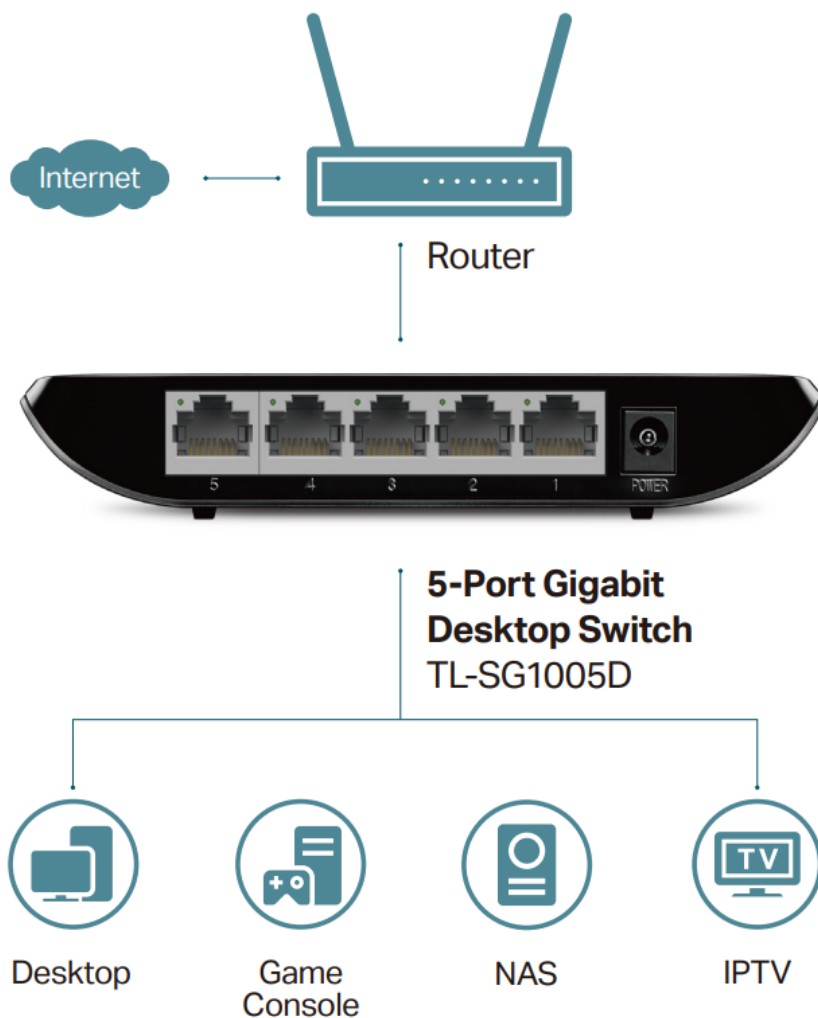 Internet
Router
5 4 3 2 1 POWER
5-Port Gigabit
Desktop Switch
TL-SG1005D
TV
Desktop
Game
Console
NAS
IPTV